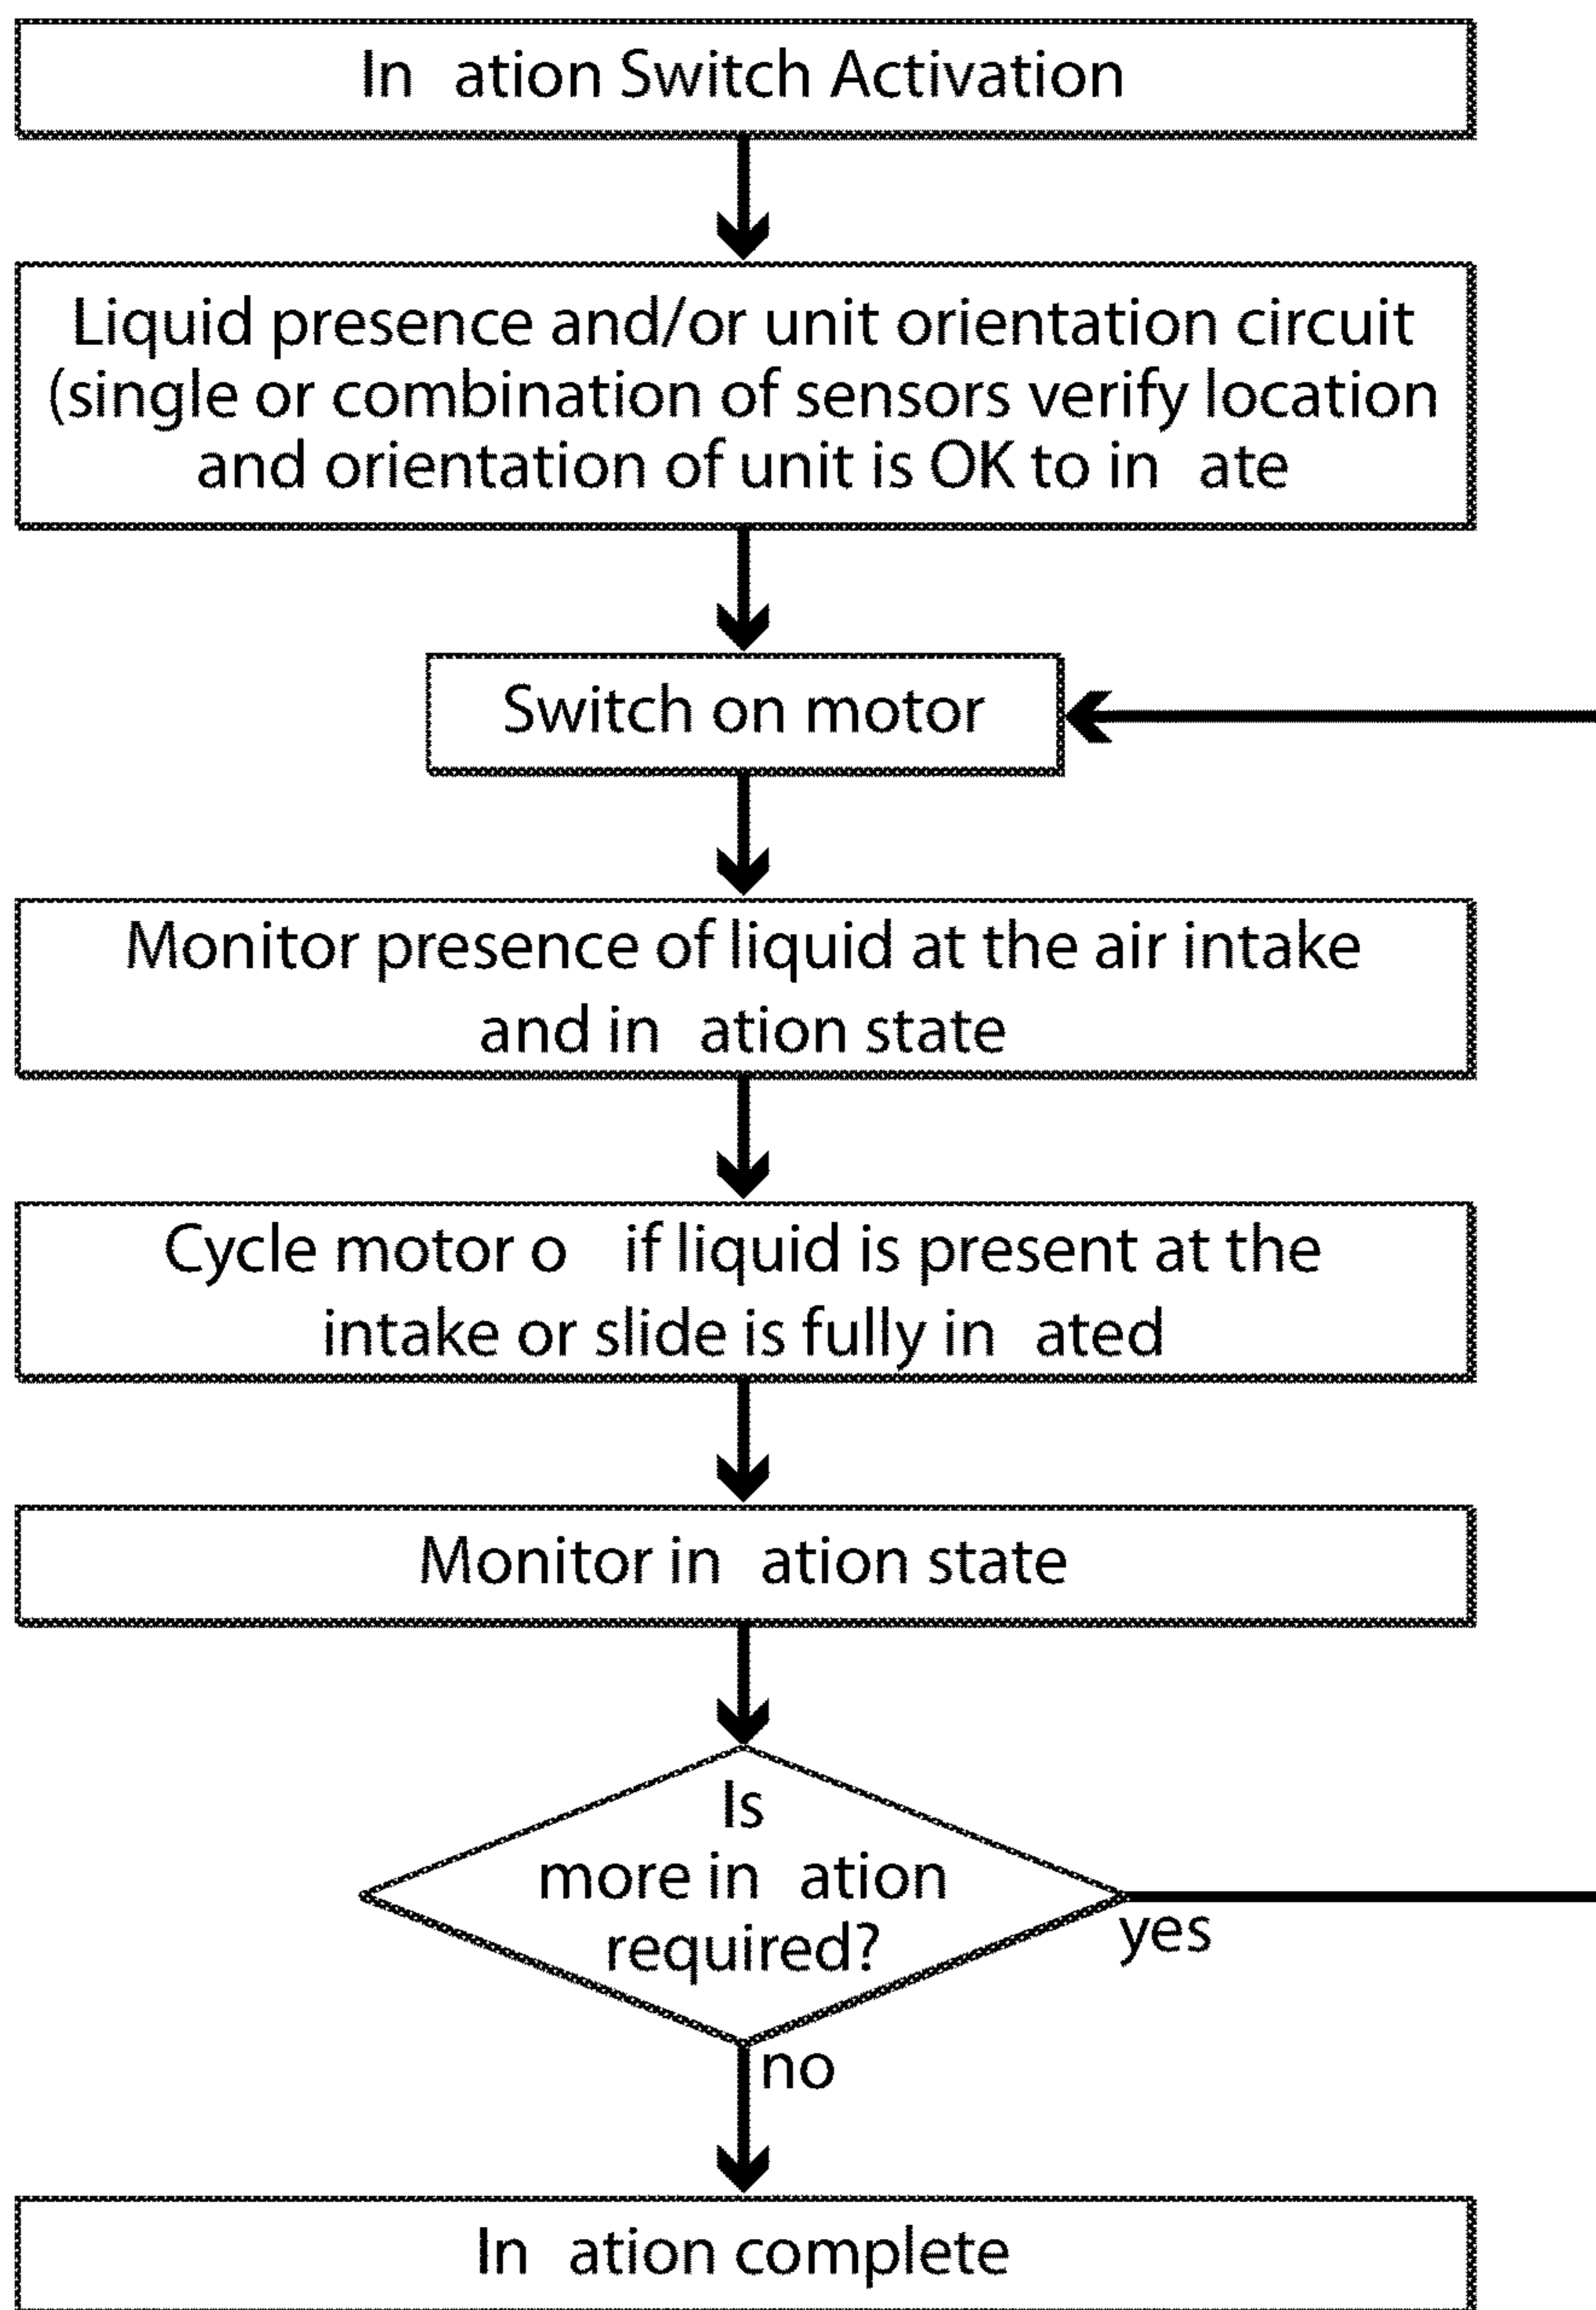 In ation Switch Activation
Liquid presence and/or unit orientation circuit
(single or combination of sensors verify location
and orientation of unit is OK to in ate
Switch on motor
Monitor presence of liquid at the air intake
and in ation state
Cycle motor o if liquid is present at the
intake or slide is fully in ated
Monitor in ation state
Is
more in ation
required?
yes
no
In ation complete